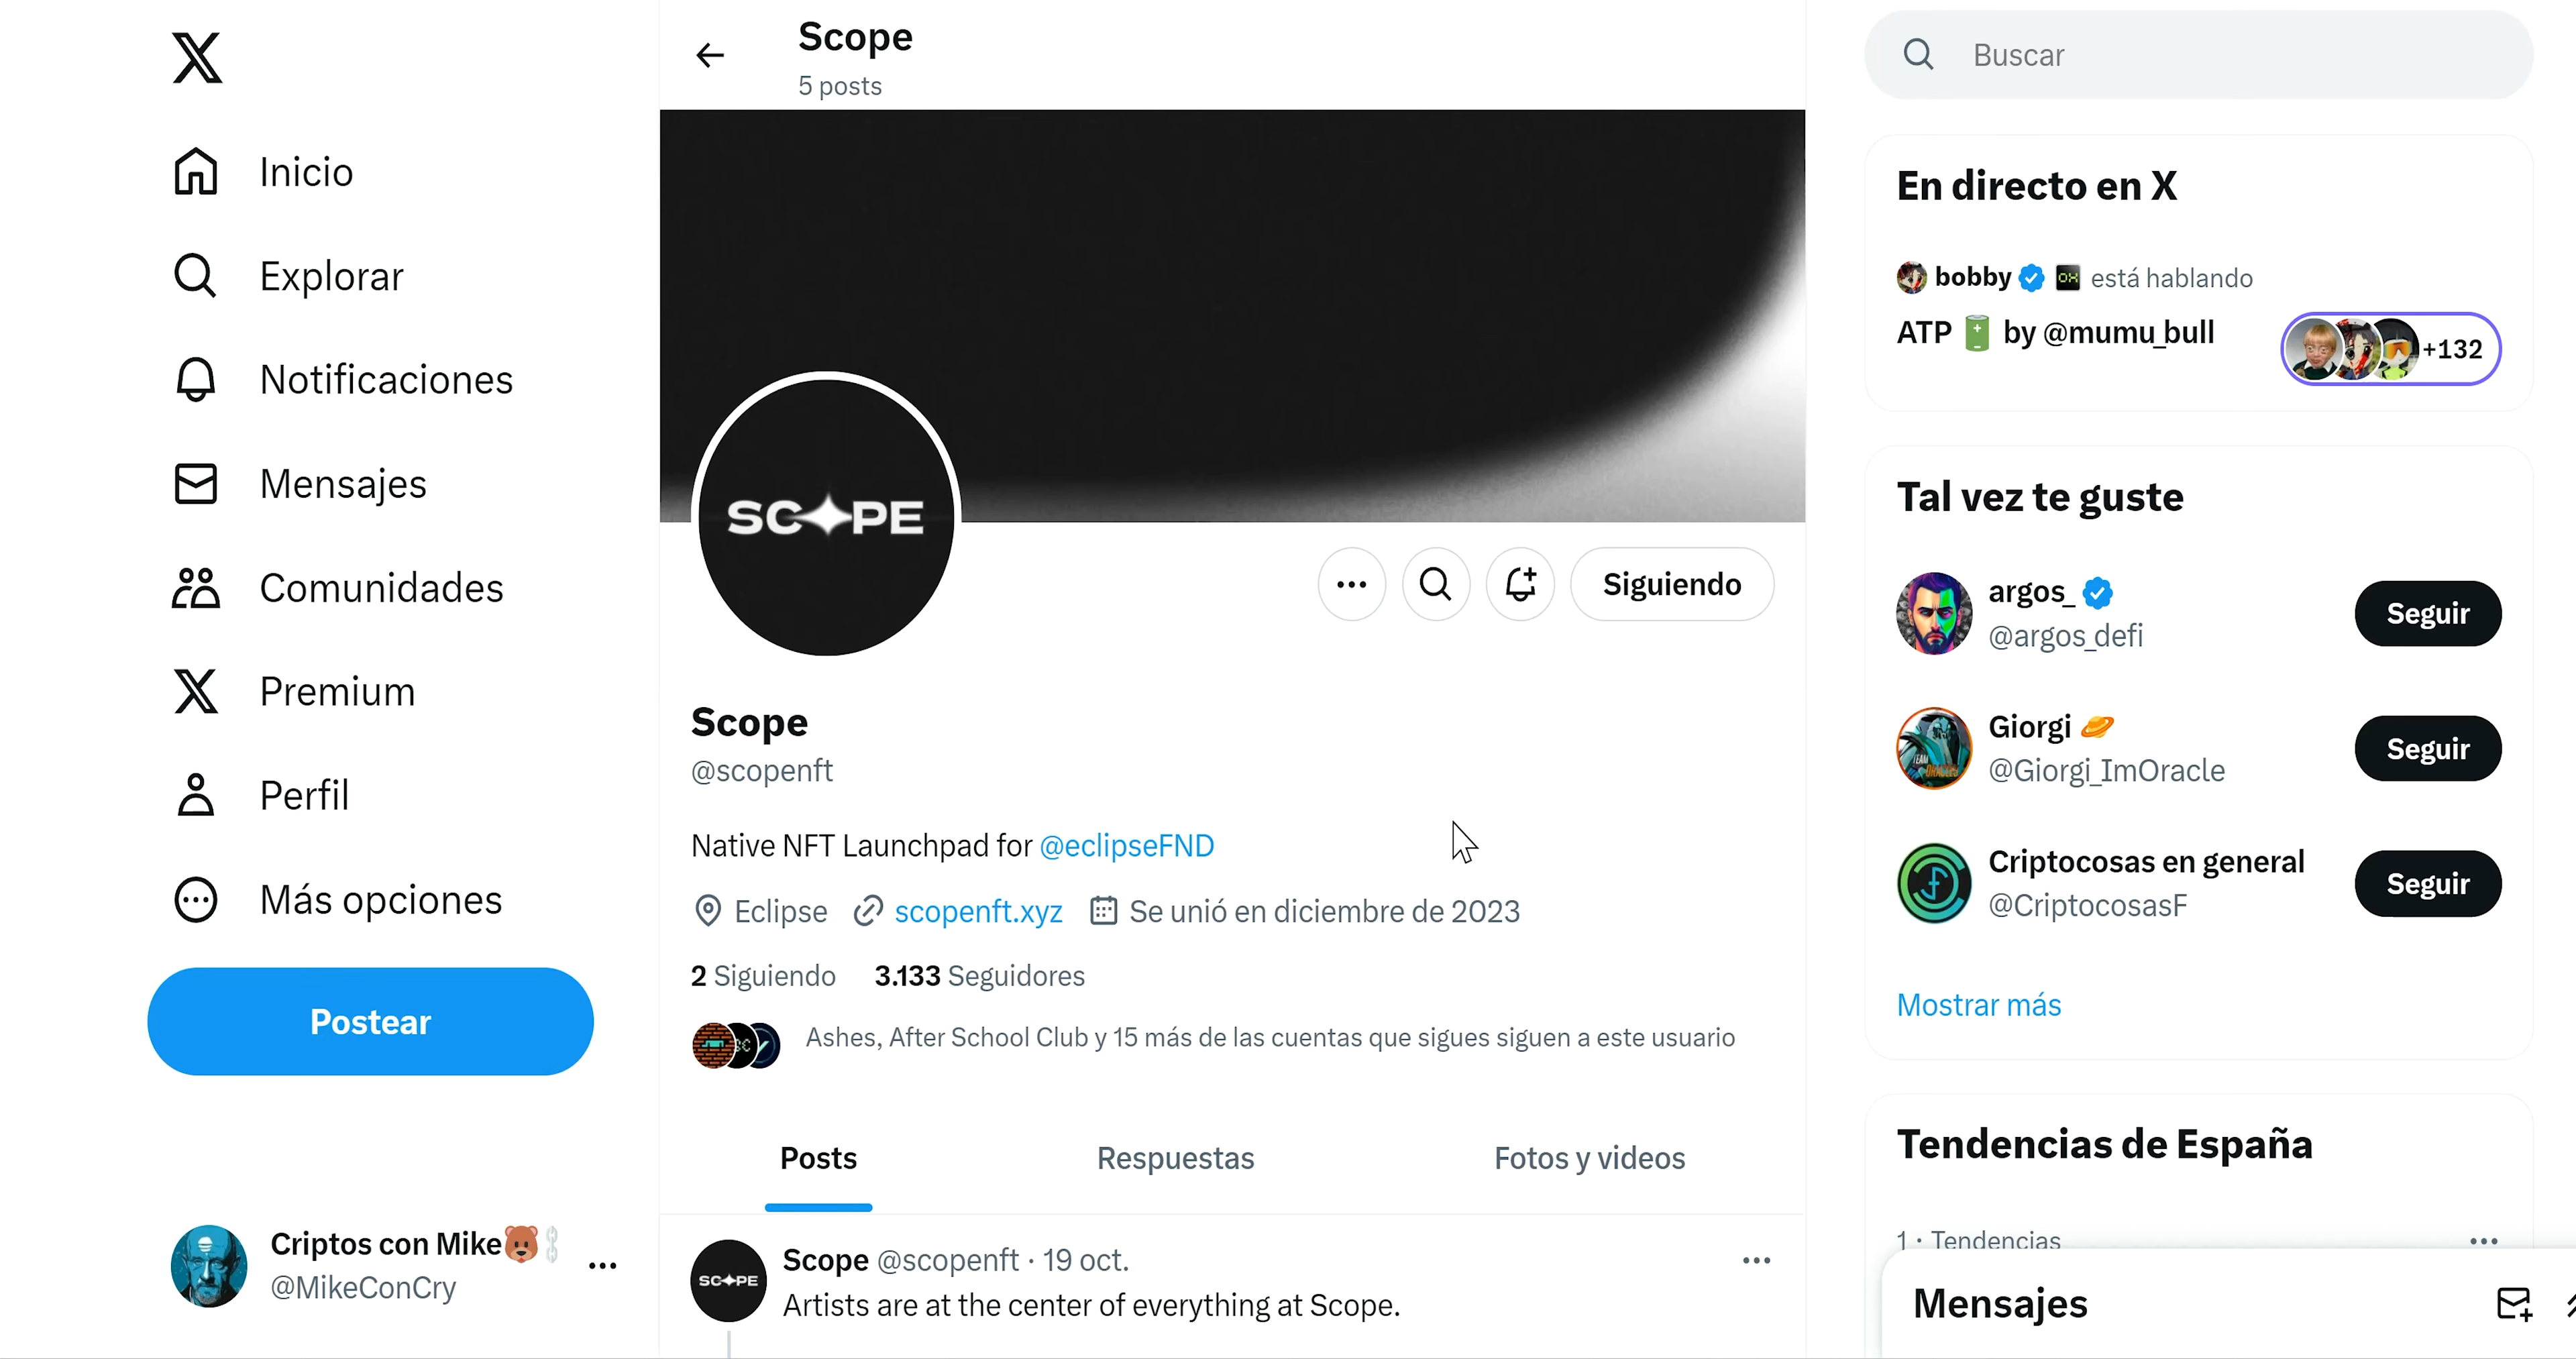 Inicio
Explorar
Notificaciones
Mensajes
Comunidades
Premium
Perfil
Más opciones
Postear
Criptos con Mike
@MikeConCry
Scope
5 posts
SCOPE
Siguiendo
Scope
@scopenft
Native NFT Launchpad for @eclipseFND
Eclipse scopenft.xyz Se unió en diciembre de 2023
2 Siguiendo 3.133 Seguidores
Ashes, After School Club y 15 más de las cuentas que sigues siguen a este usuario
Posts Respuestas Fotos y videos
SCOPE
Scope @scopenft · 19 oct.
Artists are at the center of everything at Scope.
Buscar
En directo en X
bobby está hablando
ATP by @mumu_bull
+132
Tal vez te guste
argos_
@argos_defi
Seguir
Giorgi
@Giorgi_ImOracle
Seguir
Criptocosas en general
@CriptocosasF
Seguir
Mostrar más
Tendencias de España
1 · Tendencias
Mensajes